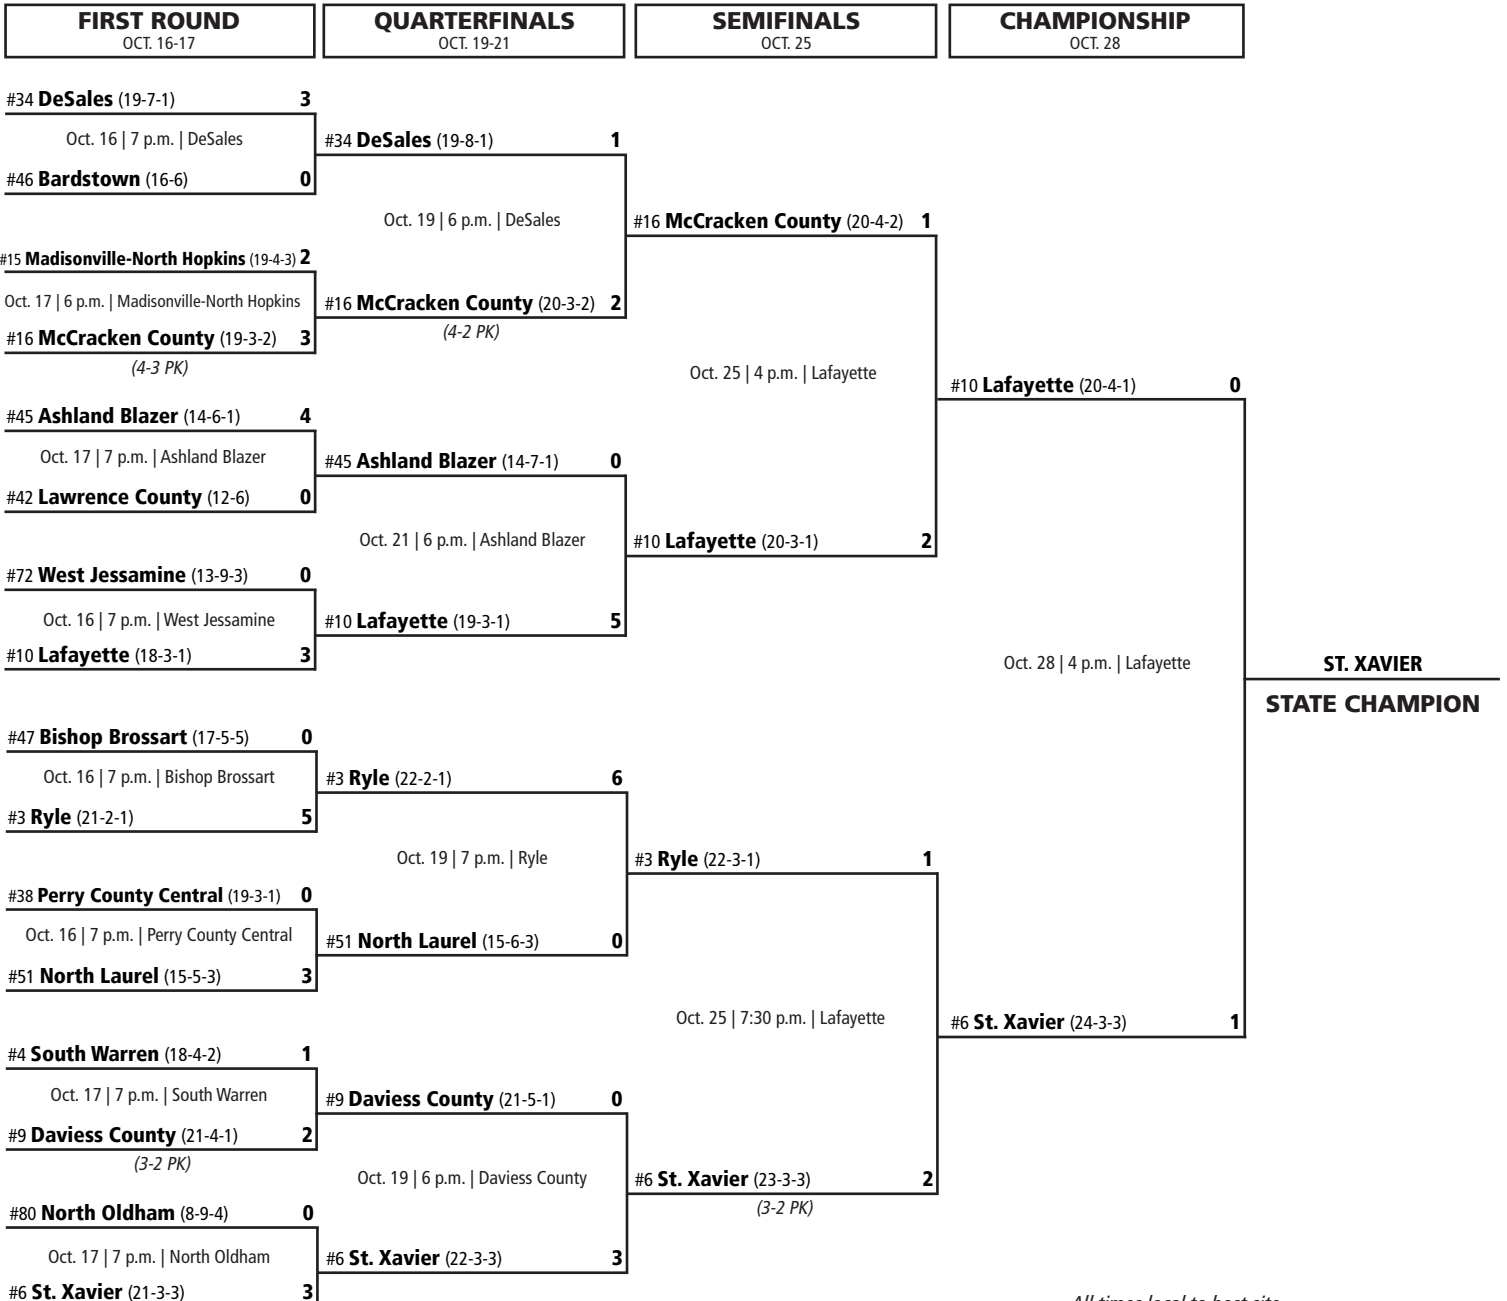 FIRST ROUND
OCT. 16-17
QUARTERFINALS
OCT. 19-21
SEMIFINALS
OCT. 25
CHAMPIONSHIP
OCT. 28
#34 DeSales (19-7-1) 3
Oct. 16 | 7 p.m. | DeSales
#46 Bardstown (16-6) 0
#15 Madisonville-North Hopkins (19-4-3) 2
Oct. 17 | 6 p.m. | Madisonville-North Hopkins
#16 McCracken County (19-3-2) 3
(4-3 PK)
#45 Ashland Blazer (14-6-1) 4
Oct. 17 | 7 p.m. | Ashland Blazer
#42 Lawrence County (12-6) 0
#72 West Jessamine (13-9-3) 0
Oct. 16 | 7 p.m. | West Jessamine
#10 Lafayette (18-3-1) 3
#47 Bishop Brossart (17-5-5) 0
Oct. 16 | 7 p.m. | Bishop Brossart
#3 Ryle (21-2-1) 5
#38 Perry County Central (19-3-1) 0
Oct. 16 | 7 p.m. | Perry County Central
#51 North Laurel (15-5-3) 3
#4 South Warren (18-4-2) 1
Oct. 17 | 7 p.m. | South Warren
#9 Daviess County (21-4-1) 2
(3-2 PK)
#80 North Oldham (8-9-4) 0
Oct. 17 | 7 p.m. | North Oldham
#6 St. Xavier (21-3-3) 3
#34 DeSales (19-8-1) 1
Oct. 19 | 6 p.m. | DeSales
#16 McCracken County (20-3-2) 2
(4-2 PK)
#45 Ashland Blazer (14-7-1) 0
Oct. 21 | 6 p.m. | Ashland Blazer
#10 Lafayette (19-3-1) 5
#3 Ryle (22-2-1) 6
Oct. 19 | 7 p.m. | Ryle
#51 North Laurel (15-6-3) 0
#9 Daviess County (21-5-1) 0
Oct. 19 | 6 p.m. | Daviess County
#6 St. Xavier (22-3-3) 3
#16 McCracken County (20-4-2) 1
Oct. 25 | 4 p.m. | Lafayette
#10 Lafayette (20-3-1) 2
#3 Ryle (22-3-1) 1
Oct. 25 | 7:30 p.m. | Lafayette
#6 St. Xavier (23-3-3) 2
(3-2 PK)
#10 Lafayette (20-4-1) 0
Oct. 28 | 4 p.m. | Lafayette
#6 St. Xavier (24-3-3) 1
ST. XAVIER
STATE CHAMPION
All times local to host site